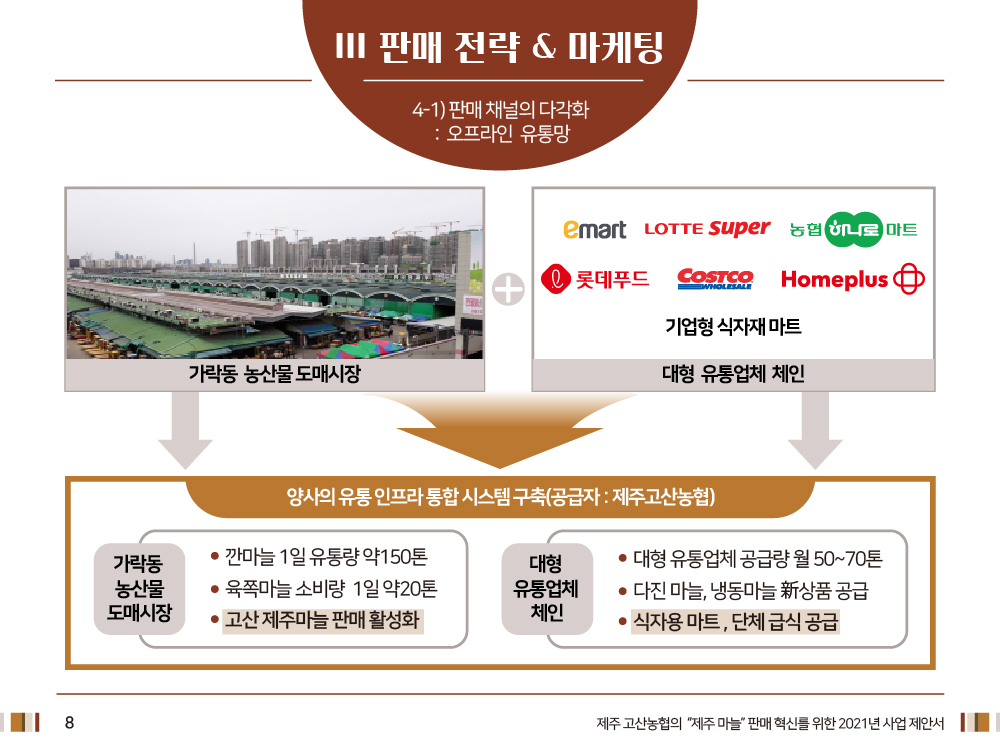 III 판매 전략 & 마케팅
4-1) 판매 채널의 다각화
: 오프라인 유통망
emart LOTTE super 농협 하나로 마트
롯데푸드 COSTCO WHOLESALE Homeplus
기업형 식자재 마트
가락동 농산물 도매시장
대형 유통업체 체인
양사의 유통 인프라 통합 시스템 구축(공급자 : 제주고산농협)
가락동
농산물
도매시장
• 깐마늘 1일 유통량 약150톤
• 육쪽마늘 소비량 1일 약20톤
• 고산 제주마늘 판매 활성화
대형
유통업체
체인
• 대형 유통업체 공급량 월 50~70톤
• 다진 마늘, 냉동마늘 新상품 공급
• 식자용 마트 , 단체 급식 공급
8
제주 고산농협의 "제주 마늘" 판매 혁신를 위한 2021년 사업 제안서